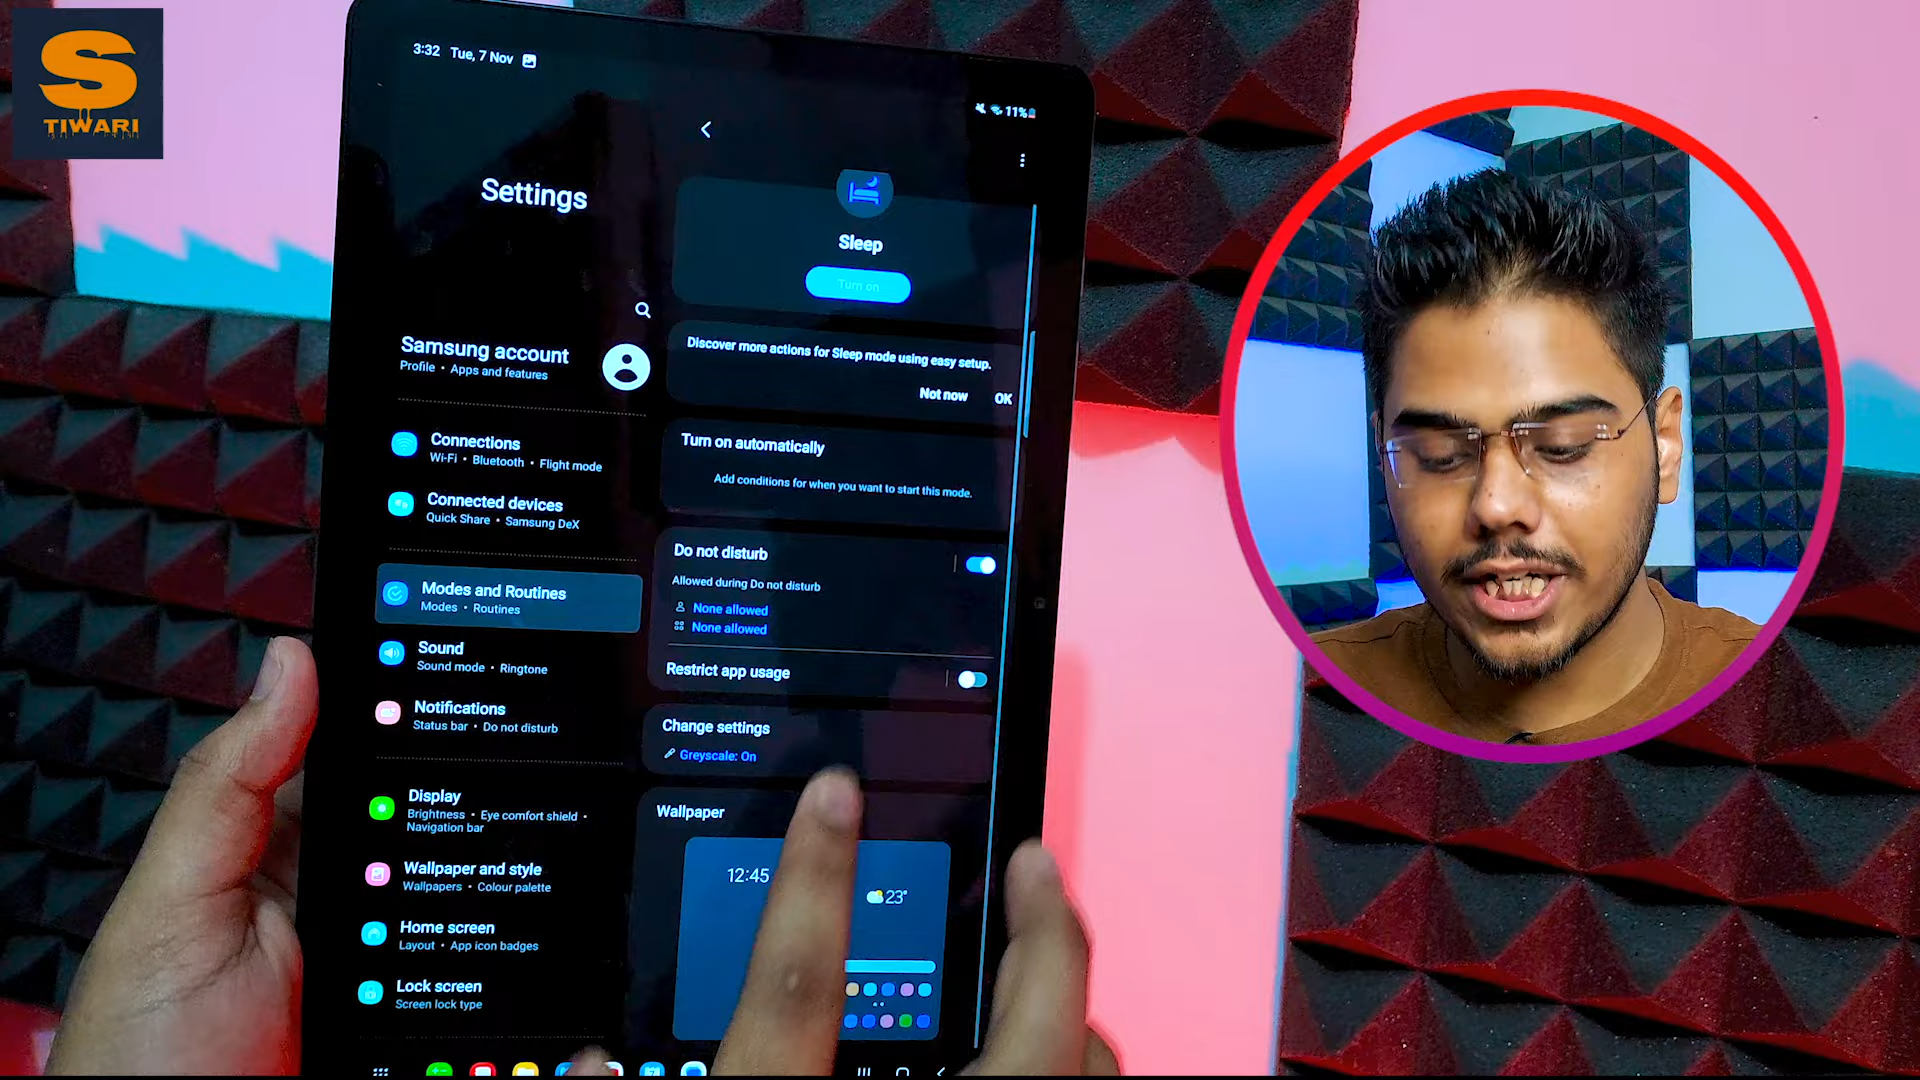 S
TIWARI
3:32 Tue, 7 Nov
11%
Settings
Samsung account
Profile • Apps and features
Connections
Wi-Fi • Bluetooth • Flight mode
Connected devices
Quick Share • Samsung DeX
Modes and Routines
Modes • Routines
Sound
Sound mode • Ringtone
Notifications
Status bar • Do not disturb
Display
Brightness • Eye comfort shield •
Navigation bar
Wallpaper and style
Wallpapers • Colour palette
Home screen
Layout • App icon badges
Lock screen
Screen lock type
Sleep
Turn on
Discover more actions for Sleep mode using easy setup.
Not now OK
Turn on automatically
Add conditions for when you want to start this mode.
Do not disturb
Allowed during Do not disturb
None allowed
None allowed
Restrict app usage
Change settings
Greyscale: On
Wallpaper
12:45
23°